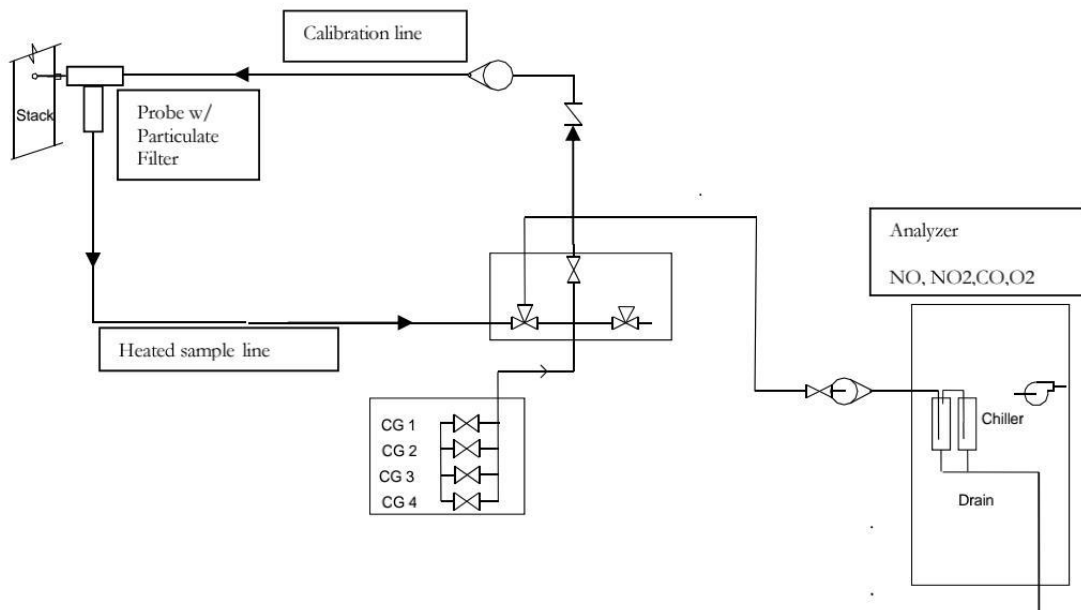 Calibration line
Stack
Probe w/
Particulate
Filter
Analyzer
NO, NO2,CO,O2
Heated sample line
CG 1
CG 2
CG 3
CG 4
Chiller
Drain